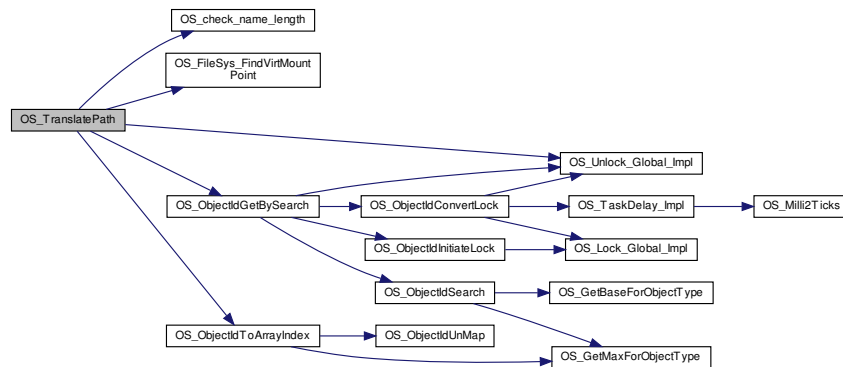 OS_check_name_length
OS_FileSys_FindVirtMount
Point
OS_TranslatePath
OS_Unlock_Global_Impl
OS_ObjectIdGetBySearch
OS_ObjectIdConvertLock
OS_TaskDelay_Impl
OS_Milli2Ticks
OS_ObjectIdInitiateLock
OS_Lock_Global_Impl
OS_ObjectIdSearch
OS_GetBaseForObjectType
OS_ObjectIdToArrayIndex
OS_ObjectIdUnMap
OS_GetMaxForObjectType